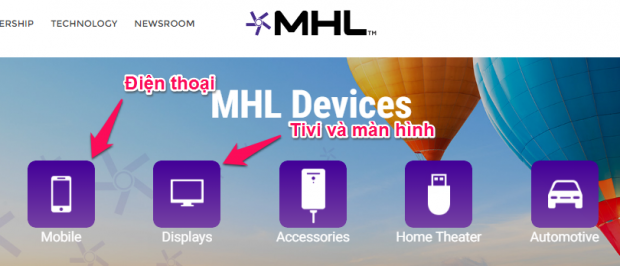 ERSHIP TECHNOLOGY NEWSROOM
MHL TM
Điện thoại
MHL Devices
Tivi và màn hình
Mobile Displays Accessories Home Theater Automotive